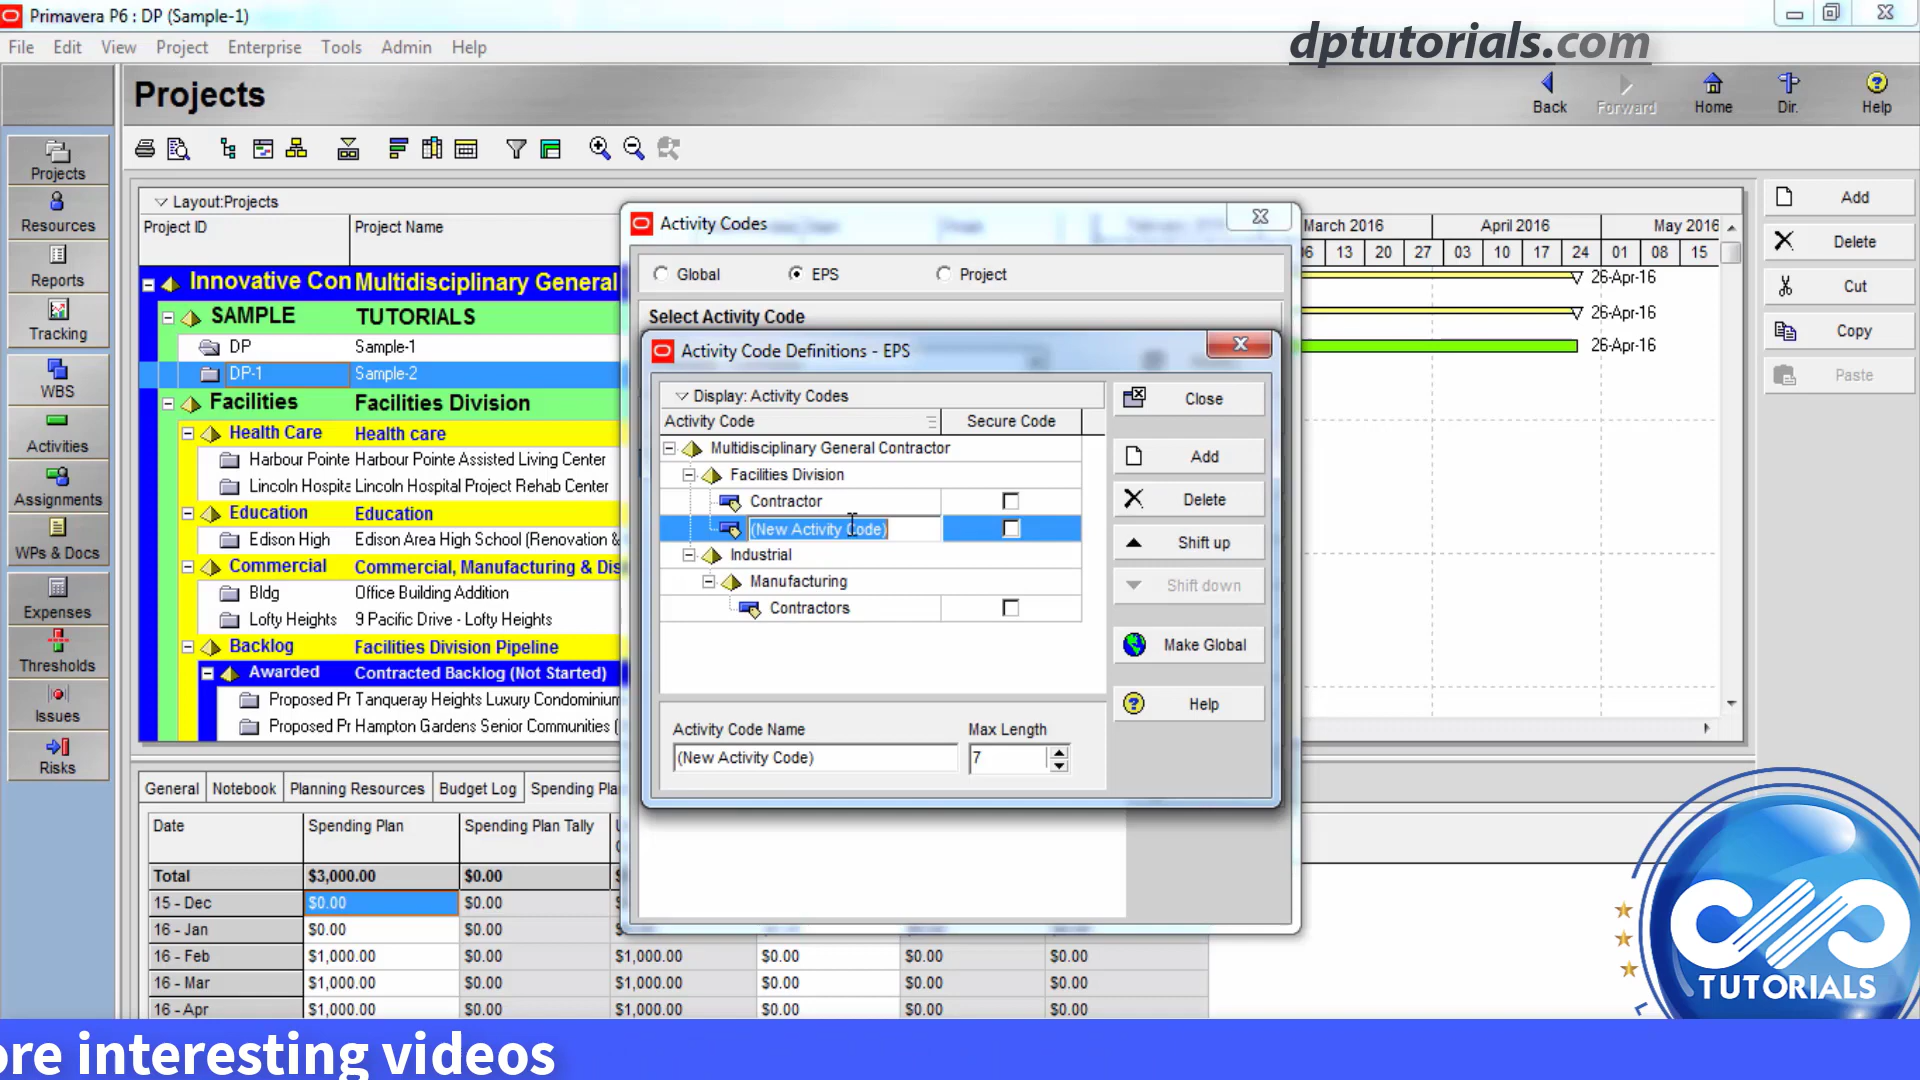 Primavera P6 : DP (Sample-1)
File Edit View Project Enterprise Tools Admin Help
dptutorials.com
Projects
Back Forward Home Dir. Help
Projects
Resources
Reports
Tracking
WBS
Activities
Assignments
WPs & Docs
Expenses
Thresholds
Issues
Risks
Layout:Projects
Project ID Project Name
Innovative Con Multidisciplinary General
SAMPLE TUTORIALS
DP Sample-1
DP-1 Sample-2
Facilities Facilities Division
Health Care Health care
Harbour Pointe Harbour Pointe Assisted Living Center
Lincoln Hospita Lincoln Hospital Project Rehab Center
Education Education
Edison High Edison Area High School (Renovation &
Commercial Commercial, Manufacturing & Dis
Bldg Office Building Addition
Lofty Heights 9 Pacific Drive - Lofty Heights
Backlog Facilities Division Pipeline
Awarded Contracted Backlog (Not Started)
Proposed Pr Tanqueray Heights Luxury Condominium
Proposed Pr Hampton Gardens Senior Communities (
March 2016 April 2016 May 2016
06 13 20 27 03 10 17 24 01 08 15
26-Apr-16
26-Apr-16
26-Apr-16
Add
Delete
Cut
Copy
Paste
Activity Codes
Global EPS Project
Select Activity Code
Activity Code Definitions - EPS
Display: Activity Codes
Activity Code Secure Code
Multidisciplinary General Contractor
Facilities Division
Contractor
(New Activity Code)
Industrial
Manufacturing
Contractors
Close
Add
Delete
Shift up
Shift down
Make Global
Help
Activity Code Name Max Length
(New Activity Code) 7
General Notebook Planning Resources Budget Log Spending Pla
Date Spending Plan Spending Plan Tally
Total $3,000.00 $0.00
15 - Dec $0.00 $0.00
16 - Jan $0.00 $0.00
16 - Feb $1,000.00 $0.00 $1,000.00 $0.00 $0.00 $0.00
16 - Mar $1,000.00 $0.00 $1,000.00 $0.00 $0.00 $0.00
16 - Apr $1,000.00 $0.00 $1,000.00 $0.00 $0.00 $0.00
TUTORIALS
ore interesting videos